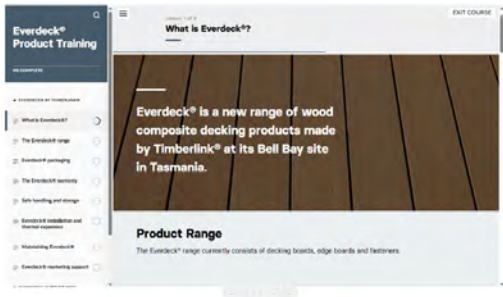 Everdeck®
Product Training
What is Everdeck®?
The Everdeck® range
Everdeck® packaging
The Everdeck® warranty
Safe handling and storage
Everdeck® installation and
thermal expansion
Maintaining Everdeck®
Everdeck® marketing support
EXIT COURSE
What is Everdeck®?
Everdeck® is a new range of wood
composite decking products made
by Timberlink® at its Bell Bay site
in Tasmania.
Product Range
The Everdeck® range currently consists of decking boards, edge boards and fasteners.